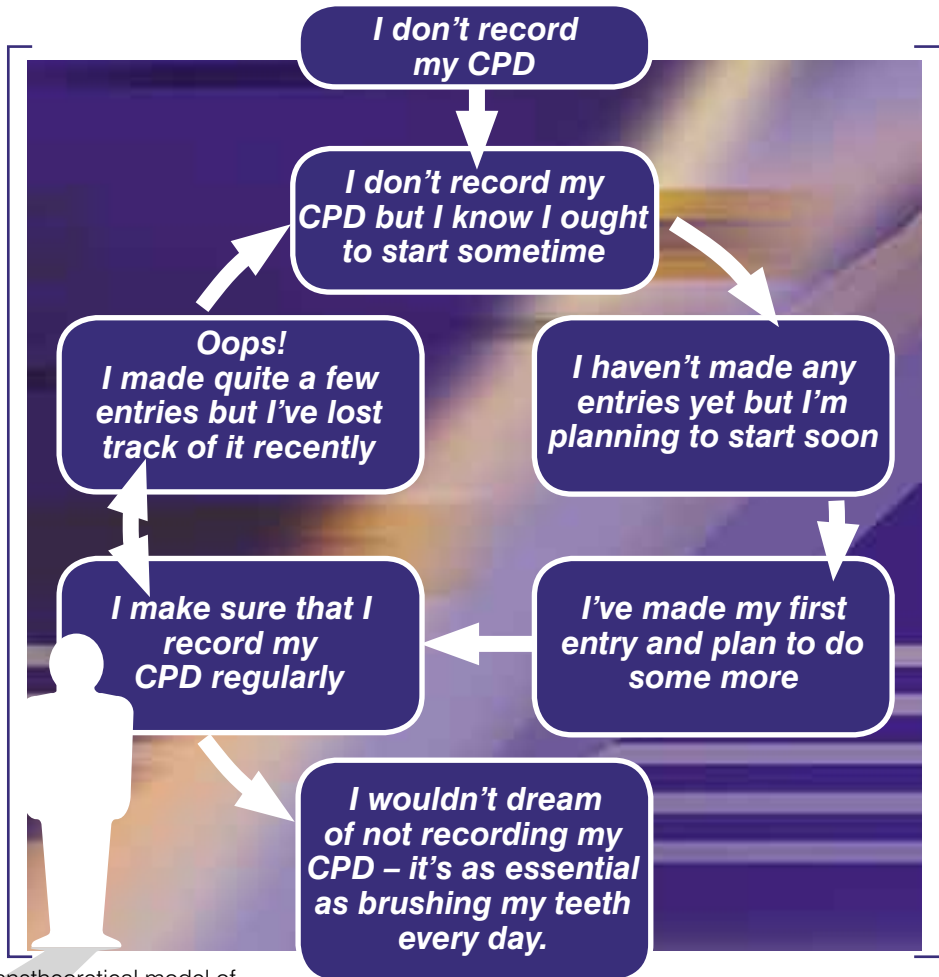 I don't record
my CPD
I don't record my
CPD but I know I ought
to start sometime
Oops!
I made quite a few
entries but I've lost
track of it recently
I haven't made any
entries yet but I'm
planning to start soon
I make sure that I
record my
CPD regularly
I've made my first
entry and plan to do
some more
I wouldn't dream
of not recording my
CPD – it's as essential
as brushing my teeth
every day.
model of